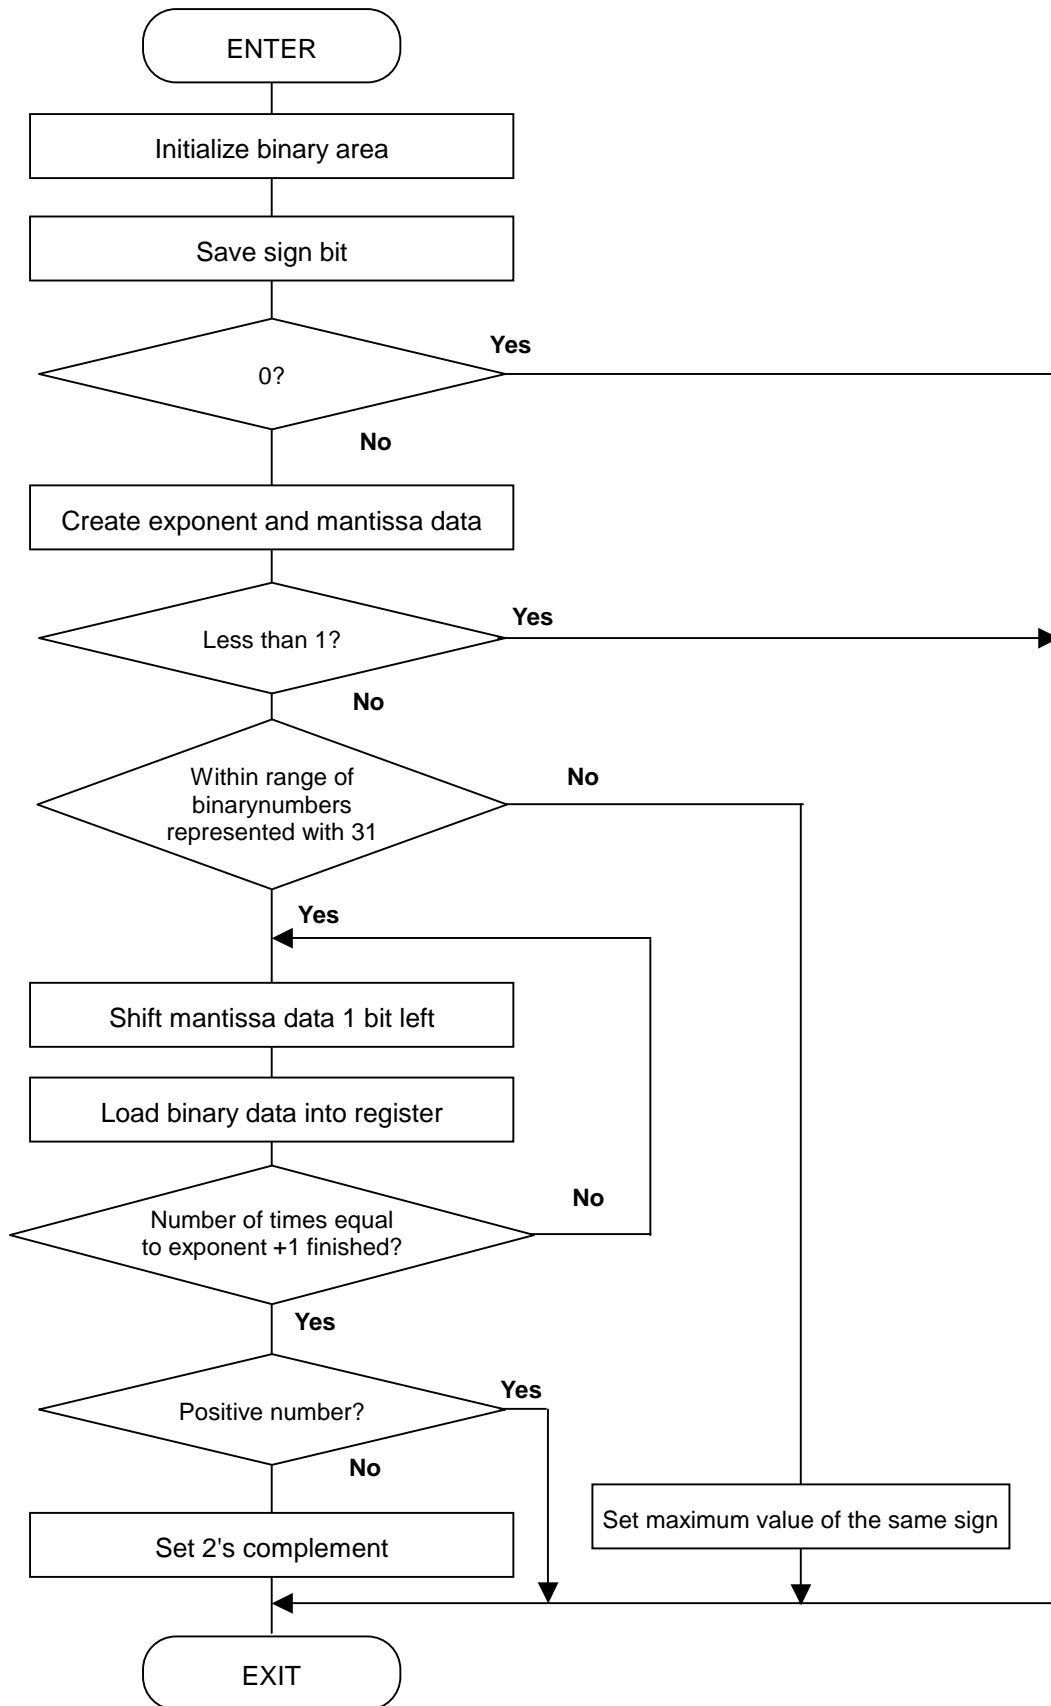 ENTER
Initialize binary area
Save sign bit
0?
Yes
No
Create exponent and mantissa data
Less than 1?
Yes
No
Within range of
binarynumbers
represented with 31
No
Yes
Shift mantissa data 1 bit left
Load binary data into register
Number of times equal
to exponent +1 finished?
No
Yes
Positive number?
Yes
No
Set maximum value of the same sign
Set 2's complement
EXIT